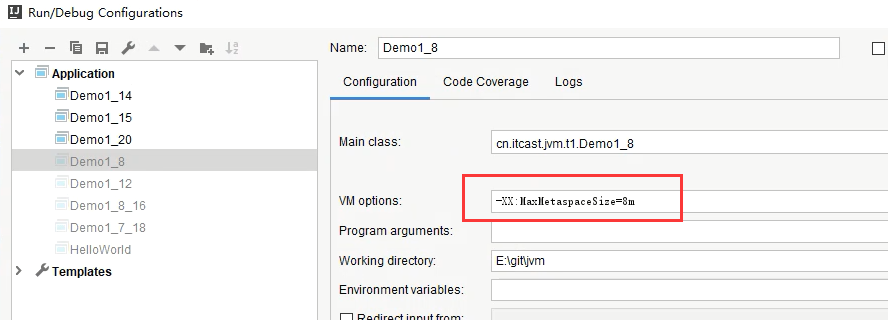 IJ Run/Debug Configurations
Application
Demo1_14
Demo1_15
Demo1_20
Demo1_8
Demo1_12
Demo1_8_16
Demo1_7_18
HelloWorld
Templates
Name: Demo1_8
Configuration Code Coverage Logs
Main class: cn.itcast.jvm.t1.Demo1_8
VM options: -XX:MaxMetaspaceSize=8m
Program arguments:
Working directory: E:\git\jvm
Environment variables:
Redirect input from: